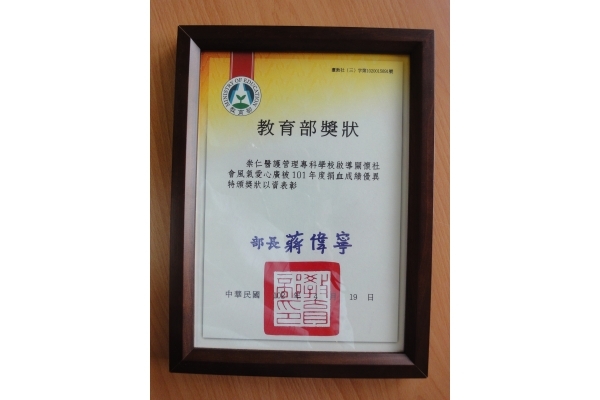 MINISTRY OF EDUCATION
教育部獎狀
崇仁醫護管理專科學校啟導關懷社
會風氣愛心廣被101年度捐血成績優異
特頒獎狀以資表彰
部長 蔣偉寧
中華民國
19 日